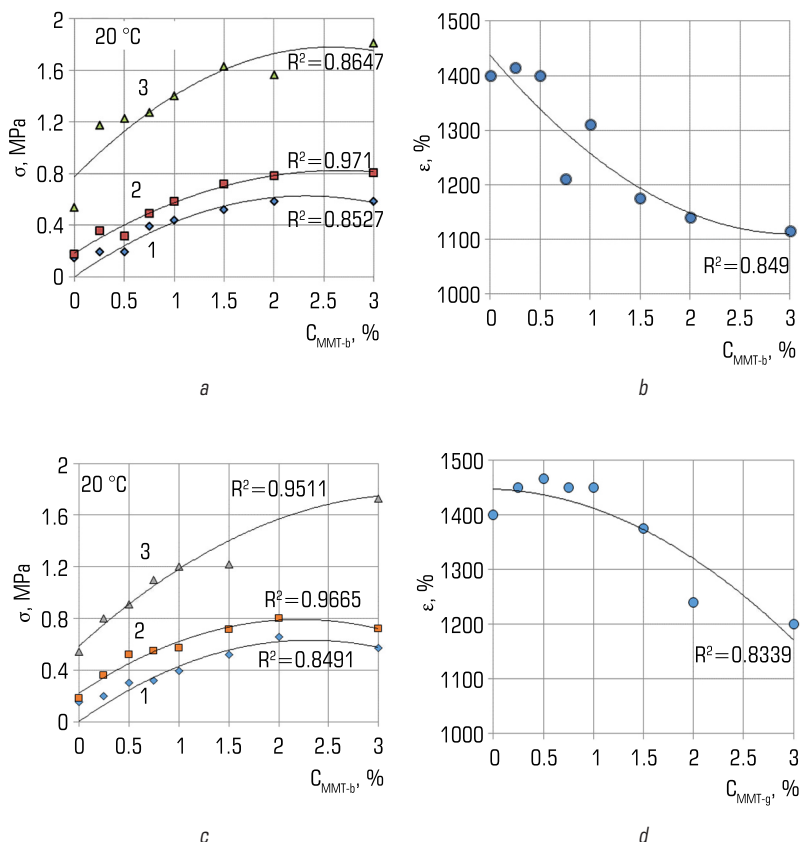 2
1.6
1.2
0.8
0.4
0
σ, MPa
20 °C
3
R²=0.8647
R²=0.971
2
1
R²=0.8527
0 0.5 1 1.5 2 2.5 3
C_MMT-b, %
a
1500
1400
1300
1200
1100
1000
ε, %
R²=0.849
0 0.5 1 1.5 2 2.5 3
C_MMT-b, %
b
2
1.6
1.2
0.8
0.4
0
σ, MPa
20 °C
R²=0.9511
3
R²=0.9665
2
R²=0.8491
1
0 0.5 1 1.5 2 2.5 3
C_MMT-b, %
c
1500
1400
1300
1200
1100
1000
ε, %
R²=0.8339
0 0.5 1 1.5 2 2.5 3
C_MMT-g, %
d